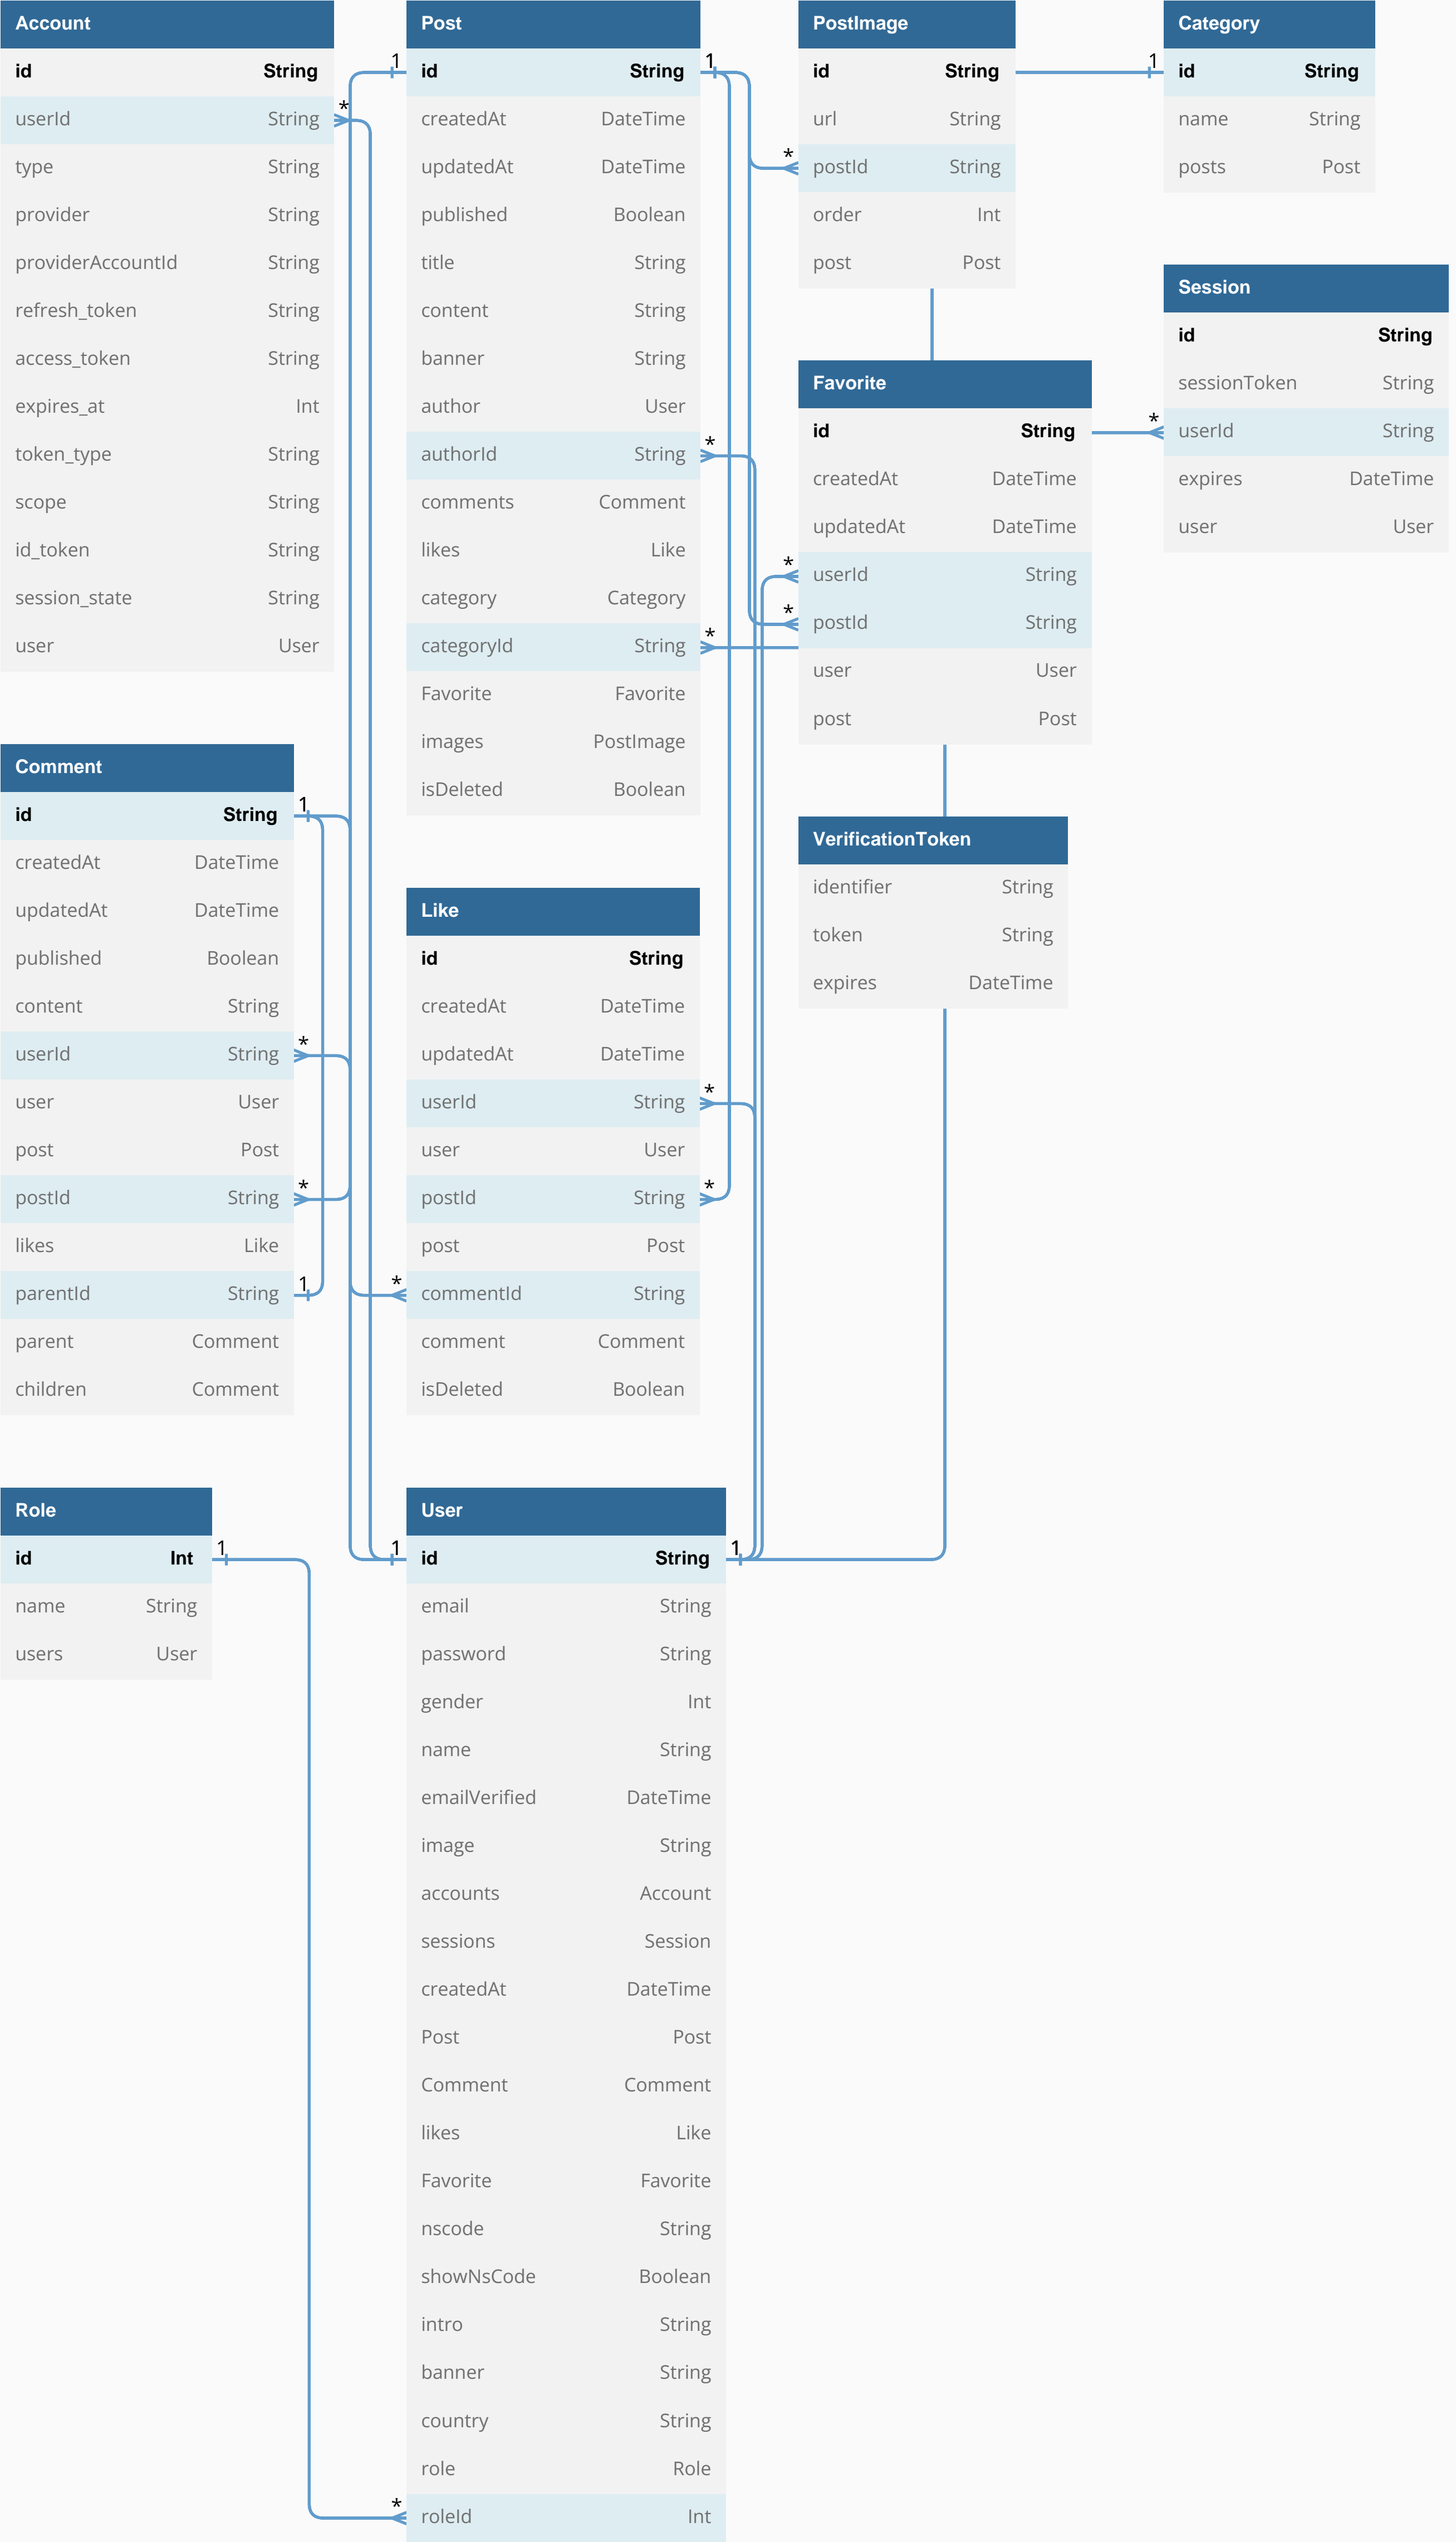 Account
id String
userId String
type String
provider String
providerAccountId String
refresh_token String
access_token String
expires_at Int
token_type String
scope String
id_token String
session_state String
user User
*
Post
1 1
id String
createdAt DateTime
updatedAt DateTime
published Boolean
title String
content String
banner String
author User
authorId String
*
comments Comment
likes Like
category Category
categoryId String
*
Favorite Favorite
images PostImage
isDeleted Boolean
PostImage
id String
url String
*
postId String
order Int
post Post
Category
1
id String
name String
posts Post
Session
id String
sessionToken String
*
userId String
expires DateTime
user User
Favorite
id String
createdAt DateTime
updatedAt DateTime
*
userId String
*
postId String
user User
post Post
Comment
id String
1
createdAt DateTime
updatedAt DateTime
published Boolean
content String
userId String
*
user User
post Post
postId String
*
likes Like
parentId String
1
parent Comment
children Comment
Like
id String
createdAt DateTime
updatedAt DateTime
userId String
*
user User
postId String
*
post Post
*
commentId String
comment Comment
isDeleted Boolean
VerificationToken
identifier String
token String
expires DateTime
Role
id Int
1
name String
users User
User
1 1
id String
email String
password String
gender Int
name String
emailVerified DateTime
image String
accounts Account
sessions Session
createdAt DateTime
Post Post
Comment Comment
likes Like
Favorite Favorite
nscode String
showNsCode Boolean
intro String
banner String
country String
role Role
*
roleId Int